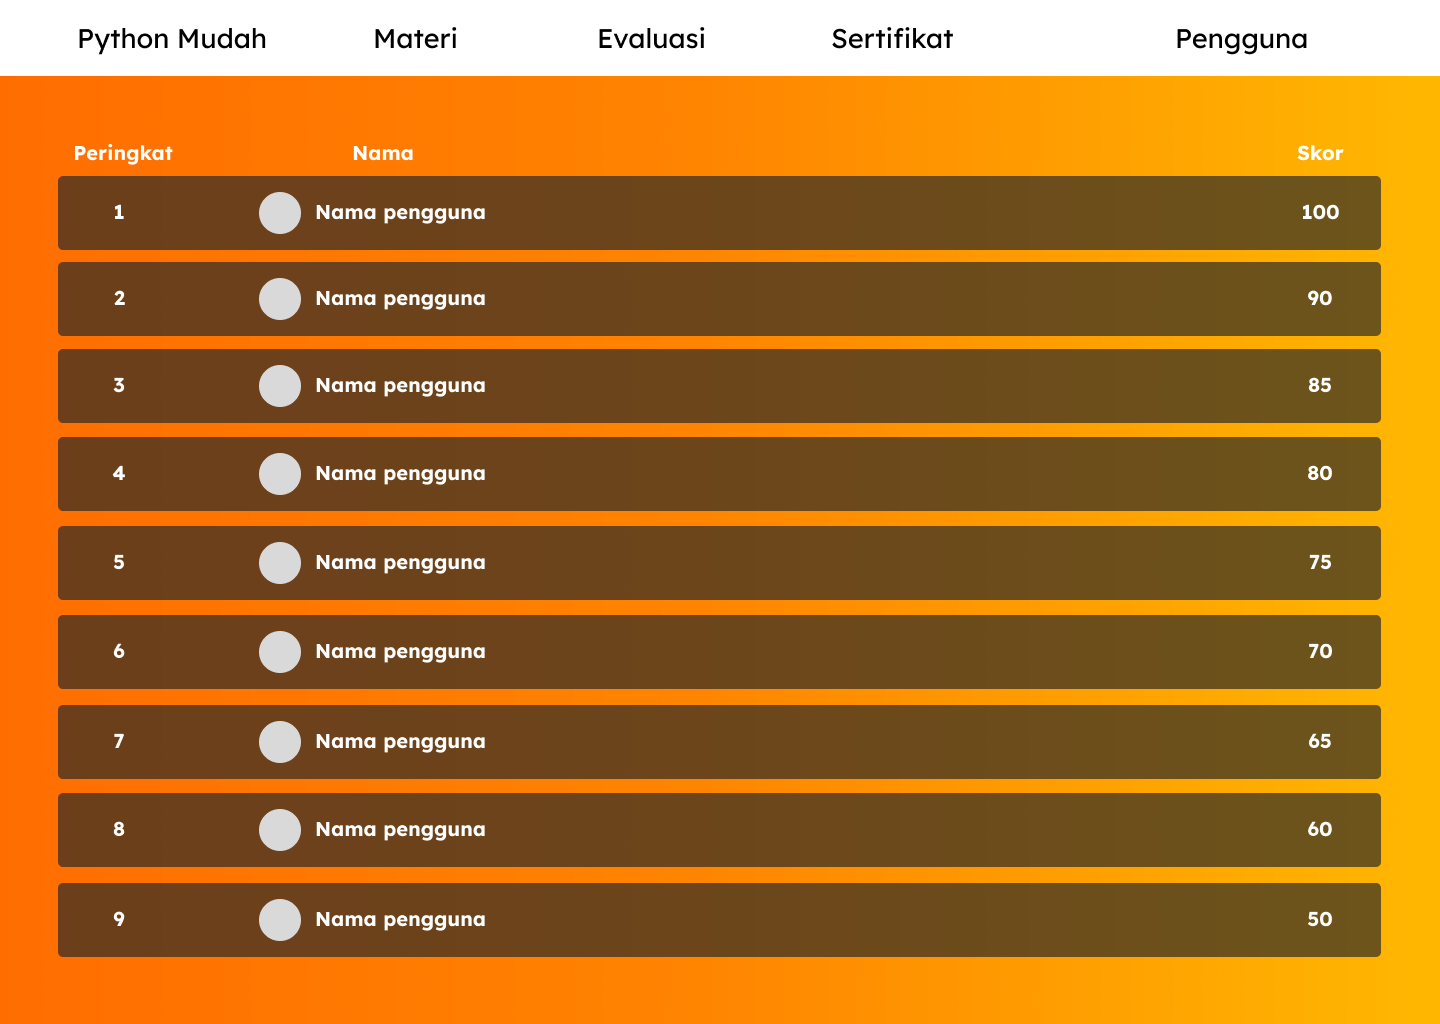 Python Mudah Materi Evaluasi Sertifikat Pengguna
Peringkat Nama Skor
1 Nama pengguna 100
2 Nama pengguna 90
3 Nama pengguna 85
4 Nama pengguna 80
5 Nama pengguna 75
6 Nama pengguna 70
7 Nama pengguna 65
8 Nama pengguna 60
9 Nama pengguna 50